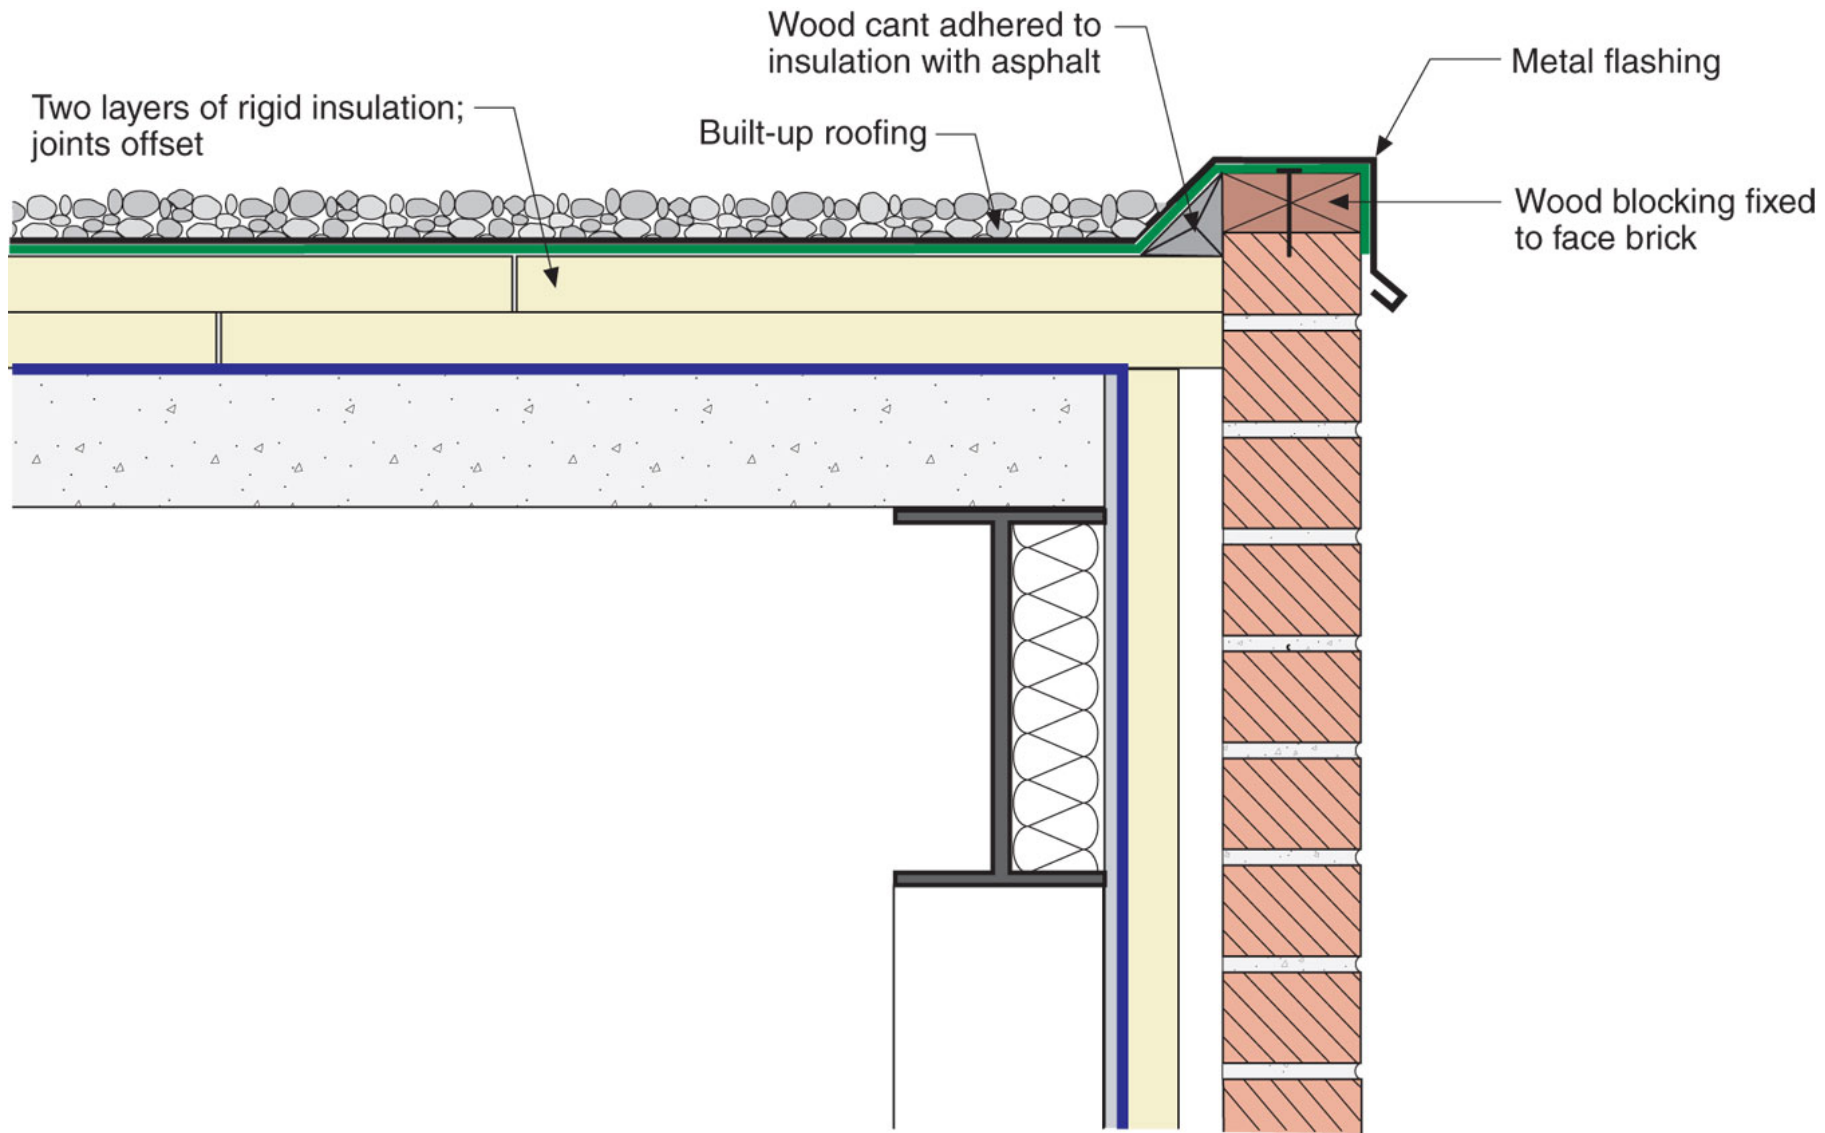 Wood cant adhered to
insulation with asphalt
Metal flashing
Two layers of rigid insulation;
joints offset
Built-up roofing
Wood blocking fixed
to face brick